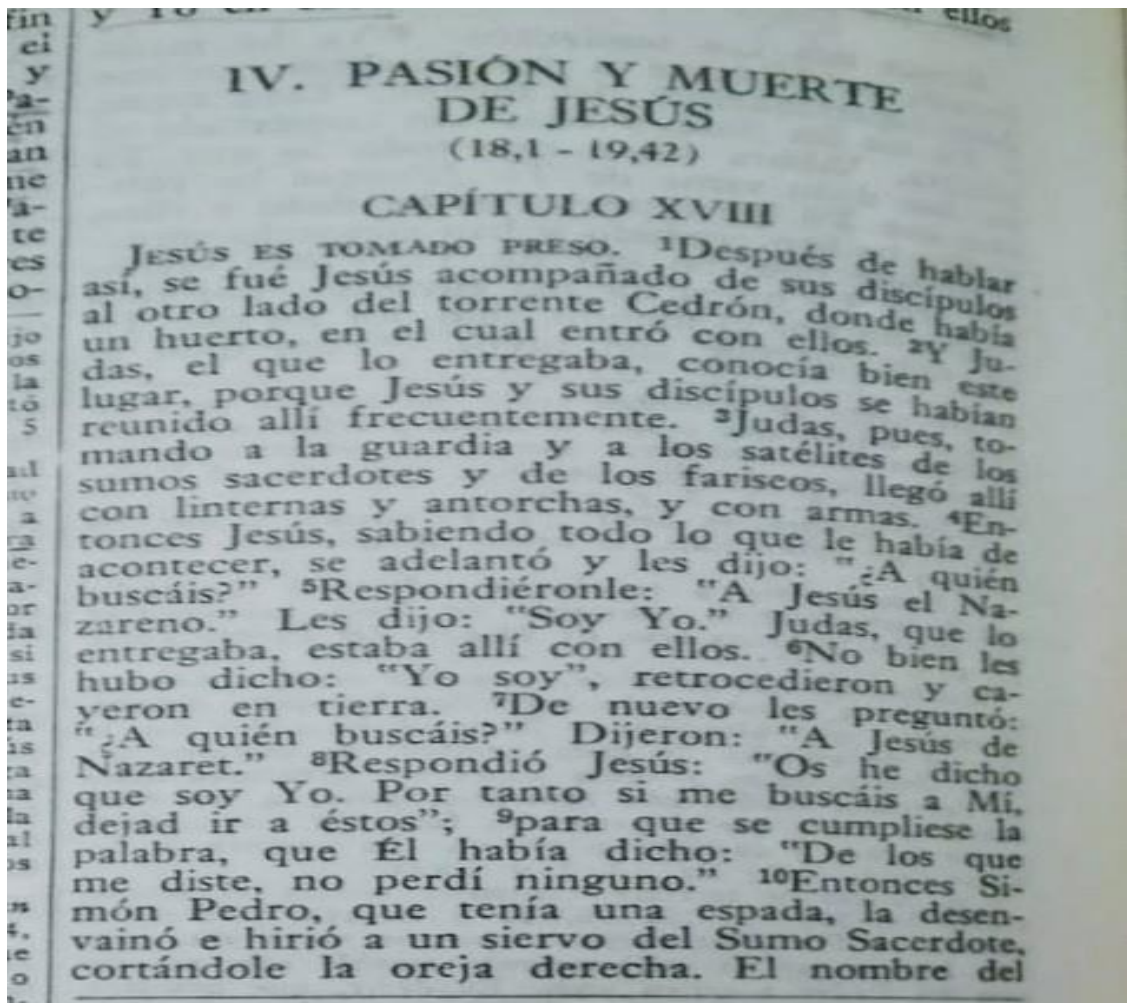 IV. PASIÓN Y MUERTE
DE JESÚS
(18,1 - 19,42)
CAPÍTULO XVIII
JESÚS ES TOMADO PRESO. ¹Después de hablar
así, se fué Jesús acompañado de sus discípulos
al otro lado del torrente Cedrón, donde había
un huerto, en el cual entró con ellos. ²Y Ju-
das, el que lo entregaba, conocía bien este
lugar, porque Jesús y sus discípulos se habían
reunido allí frecuentemente. ³Judas, pues, to-
mando a la guardia y a los satélites de los
sumos sacerdotes y de los fariseos, llegó allí
con linternas y antorchas, y con armas. ⁴En-
tonces Jesús, sabiendo todo lo que le había de
acontecer, se adelantó y les dijo: "¿A quién
buscáis?" ⁵Respondiéronle: "A Jesús el Na-
zareno." Les dijo: "Soy Yo." Judas, que lo
entregaba, estaba allí con ellos. ⁶No bien les
hubo dicho: "Yo soy", retrocedieron y ca-
yeron en tierra. ⁷De nuevo les preguntó:
"¿A quién buscáis?" Dijeron: "A Jesús de
Nazaret." ⁸Respondió Jesús: "Os he dicho
que soy Yo. Por tanto si me buscáis a Mí,
dejad ir a éstos"; ⁹para que se cumpliese la
palabra, que Él había dicho: "De los que
me diste, no perdí ninguno." ¹⁰Entonces Si-
món Pedro, que tenía una espada, la desen-
vainó e hirió a un siervo del Sumo Sacerdote,
cortándole la oreja derecha. El nombre del